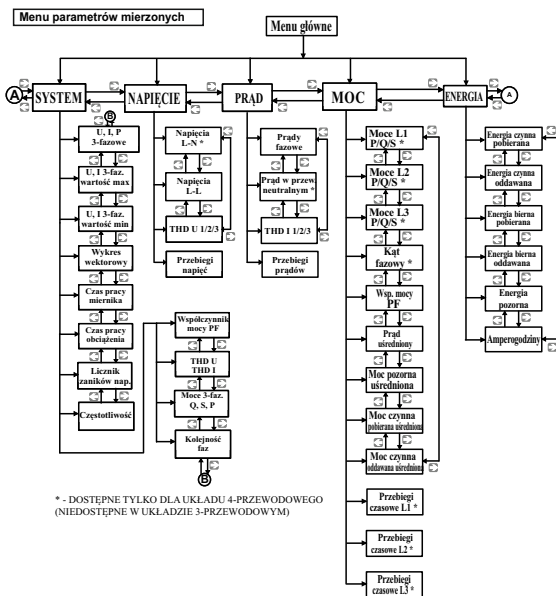 Menu parametrów mierzonych
Menu główne
A
SYSTEM
NAPIĘCIE
PRĄD
MOC
ENERGIA
A
B
U, I, P
3-fazowe
U, I 3-faz.
wartość max
U, I 3-faz.
wartość min
Wykres
wektorowy
Czas pracy
miernika
Czas pracy
obciążenia
Licznik
zaników nap.
Częstotliwość
Współczynnik
mocy PF
THD U
THD I
Moce 3-faz.
Q, S, P
Kolejność
faz
B
Napięcia
L-N *
Napięcia
L-L
THD U 1/2/3
Przebiegi
napięć
Prądy
fazowe
Prąd w przew.
neutralnym *
THD I 1/2/3
Przebiegi
prądów
Moce L1
P/Q/S *
Moce L2
P/Q/S *
Moce L3
P/Q/S *
Kąt
fazowy *
Wsp. mocy
PF
Prąd
uśredniony
Moc pozorna
uśredniona
Moc czynna
pobierana uśredniona
Moc czynna
oddawana uśredniona
Przebiegi
czasowe L1 *
Przebiegi
czasowe L2 *
Przebiegi
czasowe L3 *
Energia czynna
pobierana
Energia czynna
oddawana
Energia bierna
pobierana
Energia bierna
oddawana
Energia
pozorna
Amperogodziny
* - DOSTĘPNE TYLKO DLA UKŁADU 4-PRZEWODOWEGO
(NIEDOSTĘPNE W UKŁADZIE 3-PRZEWODOWYM)